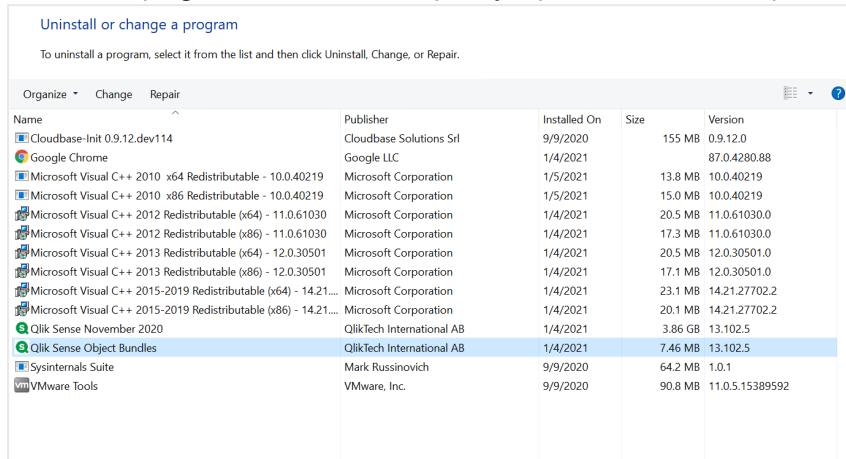 Uninstall or change a program
To uninstall a program, select it from the list and then click Uninstall, Change, or Repair.
Organize Change Repair
Name Publisher Installed On Size Version
Cloudbase-Init 0.9.12.dev114 Cloudbase Solutions Srl 9/9/2020 155 MB 0.9.12.0
Google Chrome Google LLC 1/4/2021 87.0.4280.88
Microsoft Visual C++ 2010 x64 Redistributable - 10.0.40219 Microsoft Corporation 1/5/2021 13.8 MB 10.0.40219
Microsoft Visual C++ 2010 x86 Redistributable - 10.0.40219 Microsoft Corporation 1/5/2021 15.0 MB 10.0.40219
Microsoft Visual C++ 2012 Redistributable (x64) - 11.0.61030 Microsoft Corporation 1/4/2021 20.5 MB 11.0.61030.0
Microsoft Visual C++ 2012 Redistributable (x86) - 11.0.61030 Microsoft Corporation 1/4/2021 17.3 MB 11.0.61030.0
Microsoft Visual C++ 2013 Redistributable (x64) - 12.0.30501 Microsoft Corporation 1/4/2021 20.5 MB 12.0.30501.0
Microsoft Visual C++ 2013 Redistributable (x86) - 12.0.30501 Microsoft Corporation 1/4/2021 17.1 MB 12.0.30501.0
Microsoft Visual C++ 2015-2019 Redistributable (x64) - 14.21.... Microsoft Corporation 1/4/2021 23.1 MB 14.21.27702.2
Microsoft Visual C++ 2015-2019 Redistributable (x86) - 14.21.... Microsoft Corporation 1/4/2021 20.1 MB 14.21.27702.2
Qlik Sense November 2020 QlikTech International AB 1/4/2021 3.86 GB 13.102.5
Qlik Sense Object Bundles QlikTech International AB 1/4/2021 7.46 MB 13.102.5
Sysinternals Suite Mark Russinovich 9/9/2020 64.2 MB 1.0.1
VMware Tools VMware, Inc. 9/9/2020 90.8 MB 11.0.5.15389592